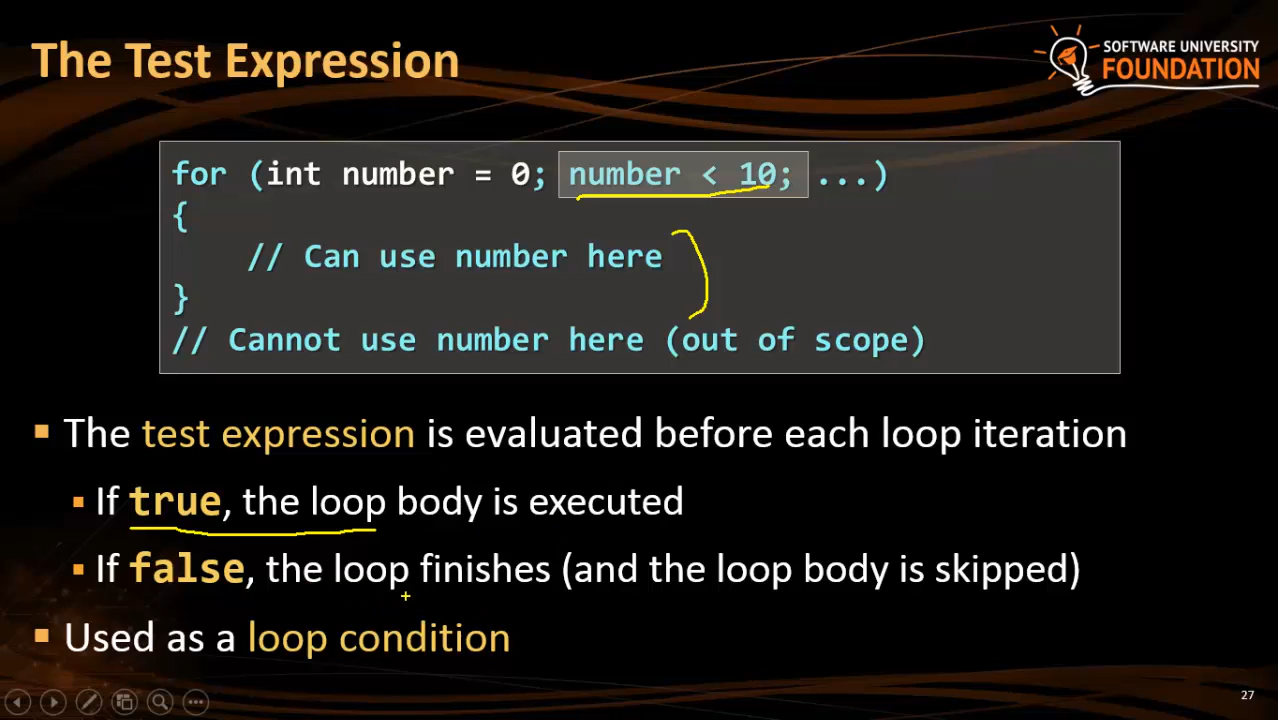 The Test Expression
SOFTWARE UNIVERSITY
FOUNDATION
for (int number = 0; number < 10; ...)
{
// Can use number here
}
// Cannot use number here (out of scope)
The test expression is evaluated before each loop iteration
If true, the loop body is executed
If false, the loop finishes (and the loop body is skipped)
Used as a loop condition
27